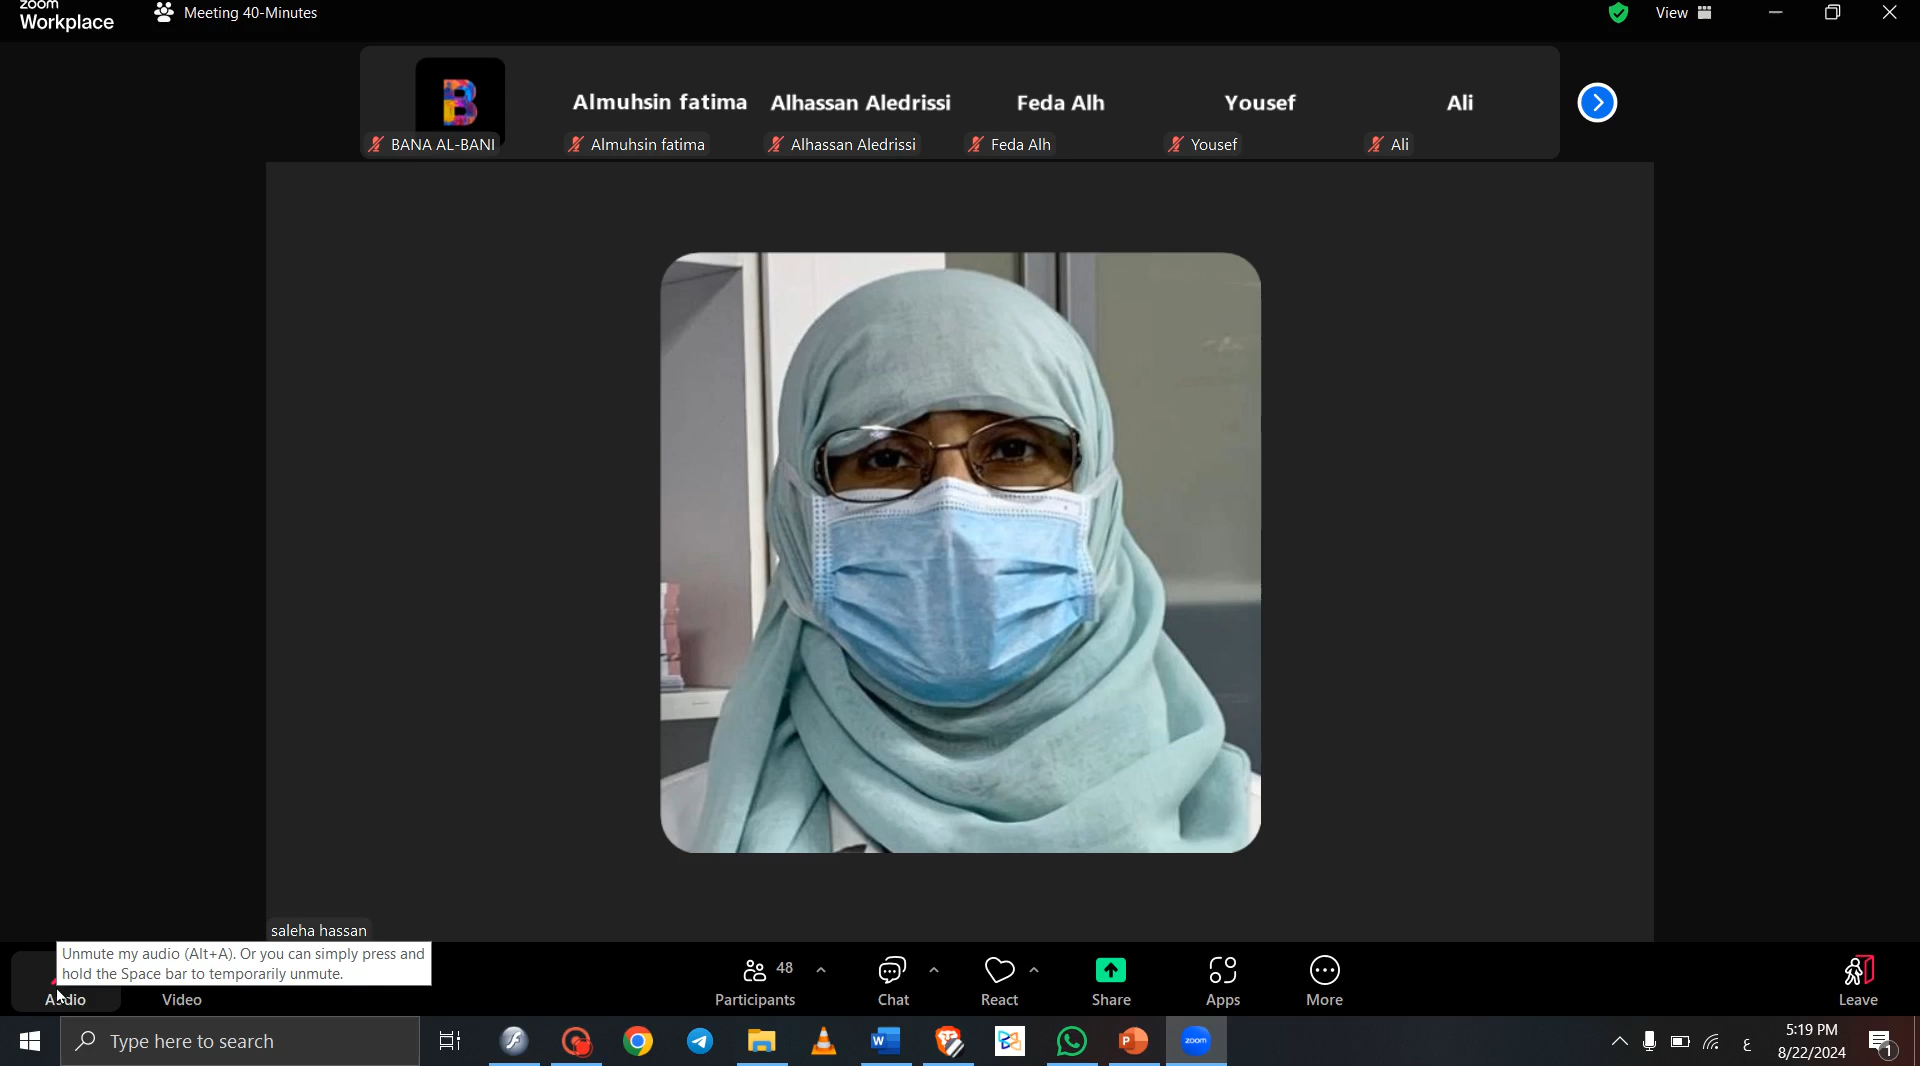 zoom
Workplace
Meeting 40-Minutes
View
B
BANA AL-BANI
Almuhsin fatima
Almuhsin fatima
Alhassan Aledrissi
Alhassan Aledrissi
Feda Alh
Feda Alh
Yousef
Yousef
Ali
Ali
saleha hassan
Unmute my audio (Alt+A). Or you can simply press and
hold the Space bar to temporarily unmute.
Audio
Video
48
Participants
Chat
React
Share
Apps
More
Leave
Type here to search
W
P
zoom
ع
5:19 PM
8/22/2024
1